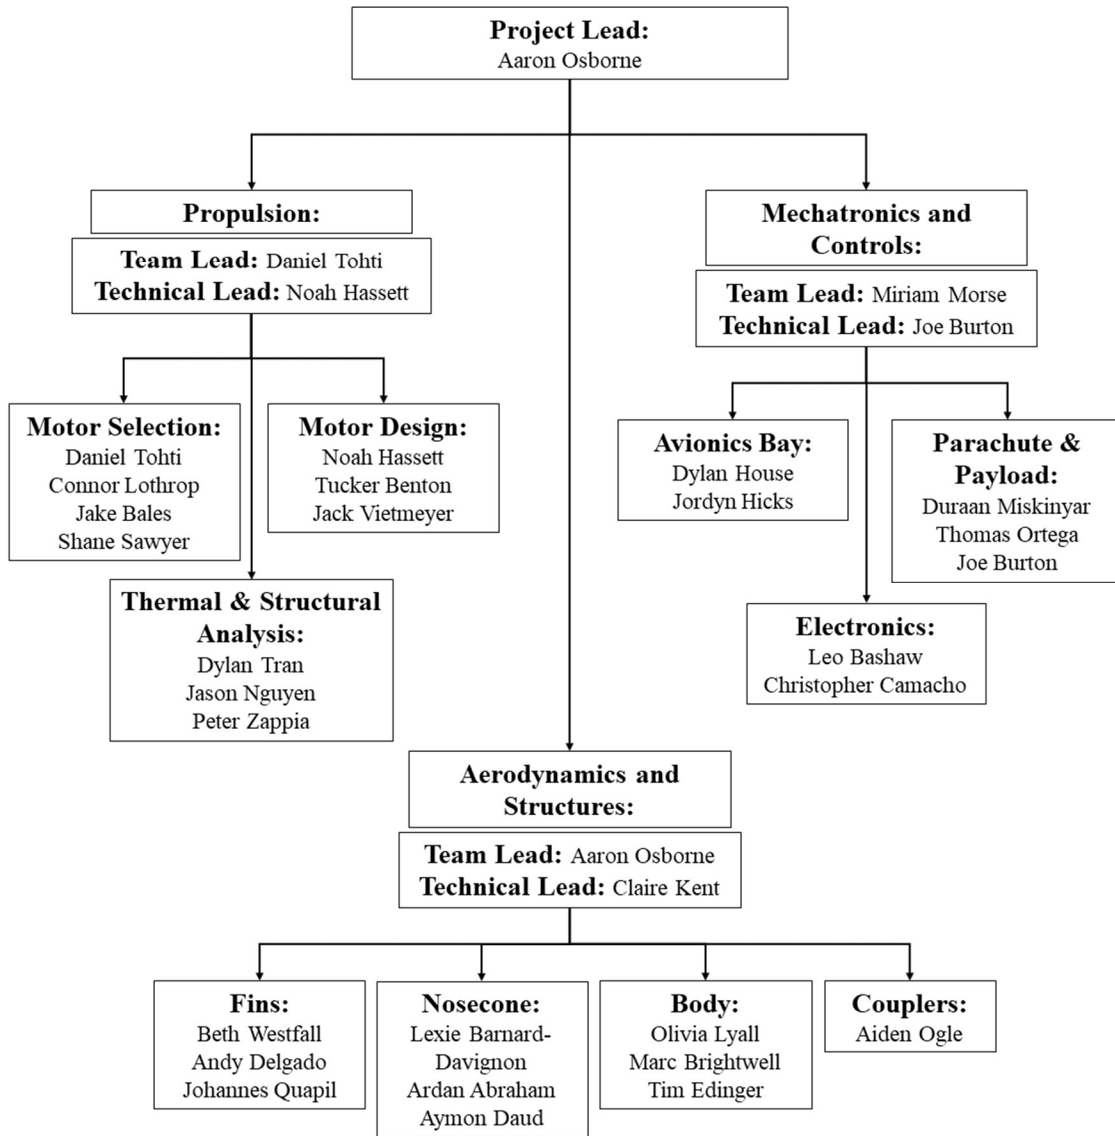 Project Lead:
Aaron Osborne
Propulsion:
Team Lead: Daniel Tohti
Technical Lead: Noah Hassett
Mechatronics and
Controls:
Team Lead: Miriam Morse
Technical Lead: Joe Burton
Motor Selection:
Daniel Tohti
Connor Lothrop
Jake Bales
Shane Sawyer
Motor Design:
Noah Hassett
Tucker Benton
Jack Vietmeyer
Thermal & Structural
Analysis:
Dylan Tran
Jason Nguyen
Peter Zappia
Avionics Bay:
Dylan House
Jordyn Hicks
Parachute &
Payload:
Duraan Miskinyar
Thomas Ortega
Joe Burton
Electronics:
Leo Bashaw
Christopher Camacho
Aerodynamics and
Structures:
Team Lead: Aaron Osborne
Technical Lead: Claire Kent
Fins:
Beth Westfall
Andy Delgado
Johannes Quapil
Nosecone:
Lexie Barnard-
Davignon
Ardan Abraham
Aymon Daud
Body:
Olivia Lyall
Marc Brightwell
Tim Edinger
Couplers:
Aiden Ogle